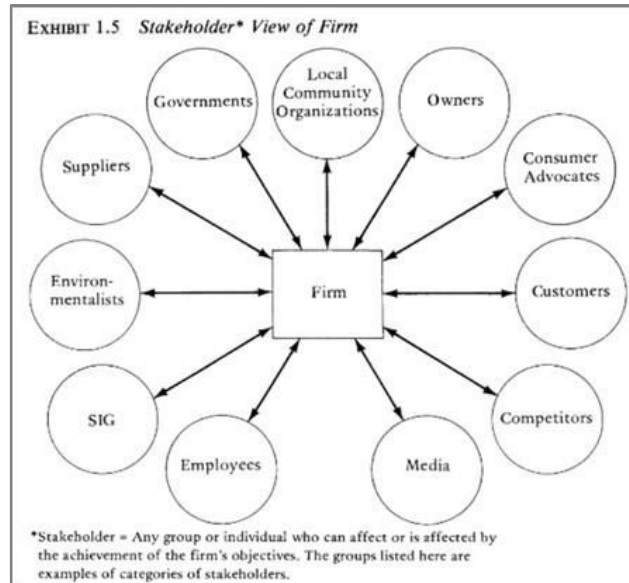 EXHIBIT 1.5 Stakeholder* View of Firm
Local
Community
Organizations
Governments
Owners
Suppliers
Consumer
Advocates
Environ-
mentalists
Firm
Customers
SIG
Competitors
Employees
Media
*Stakeholder = Any group or individual who can affect or is affected by
the achievement of the firm's objectives. The groups listed here are
examples of categories of stakeholders.